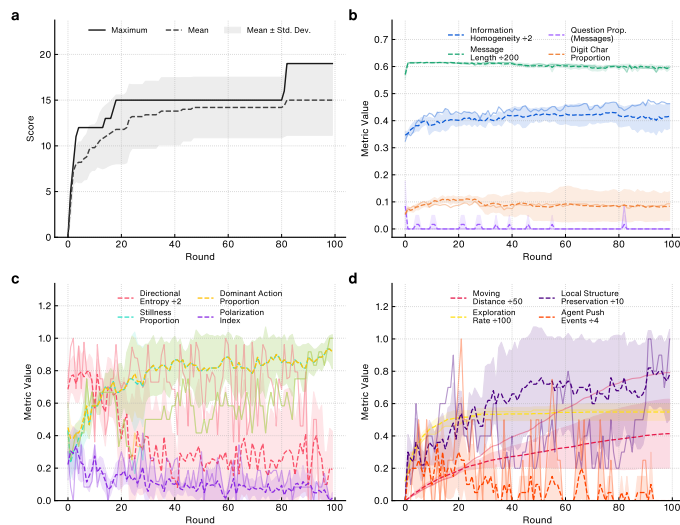 a
Maximum
Mean
Mean ± Std. Dev.
20
15
10
5
0
Score
0
20
40
60
80
100
Round
b
Information
Homogeneity ÷2
Message
Length ÷200
Question Prop.
(Messages)
Digit Char
Proportion
0.7
0.6
0.5
0.4
0.3
0.2
0.1
0.0
Metric Value
0
20
40
60
80
100
Round
c
Directional
Entropy ÷2
Stillness
Proportion
Dominant Action
Proportion
Polarization
Index
1.2
1.0
0.8
0.6
0.4
0.2
0.0
Metric Value
0
20
40
60
80
100
Round
d
Moving
Distance ÷50
Exploration
Rate ÷100
Local Structure
Preservation ÷10
Agent Push
Events ÷4
1.2
1.0
0.8
0.6
0.4
0.2
0.0
Metric Value
0
20
40
60
80
100
Round